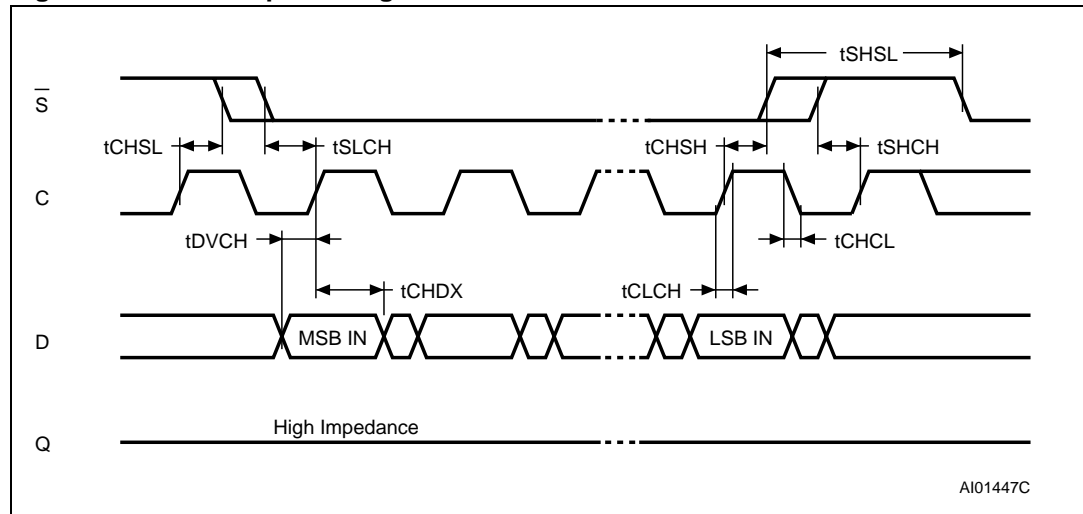 tSHSL
S
tCHSL
tSLCH
tCHSH
tSHCH
C
tDVCH
tCHCL
tCHDX
tCLCH
D
MSB IN
LSB IN
High Impedance
Q
AI01447C